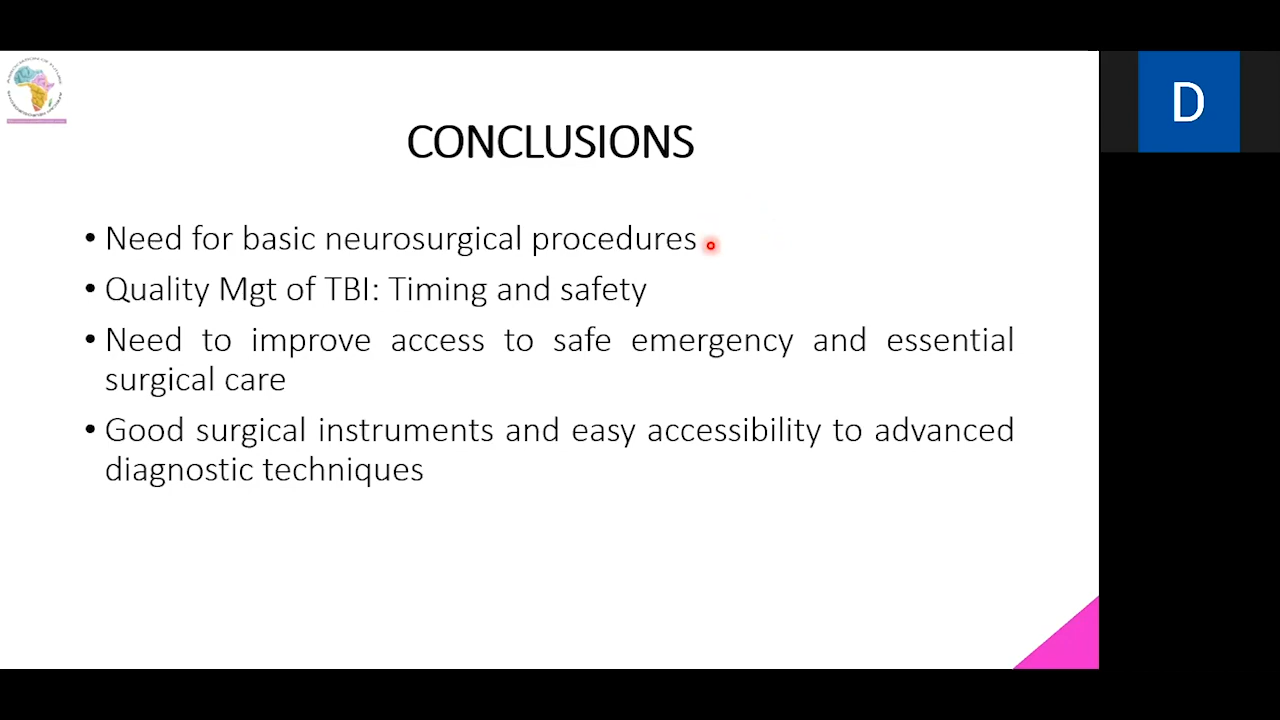 CONCLUSIONS
• Need for basic neurosurgical procedures
• Quality Mgt of TBI: Timing and safety
• Need to improve access to safe emergency and essential
surgical care
• Good surgical instruments and easy accessibility to advanced
diagnostic techniques
D